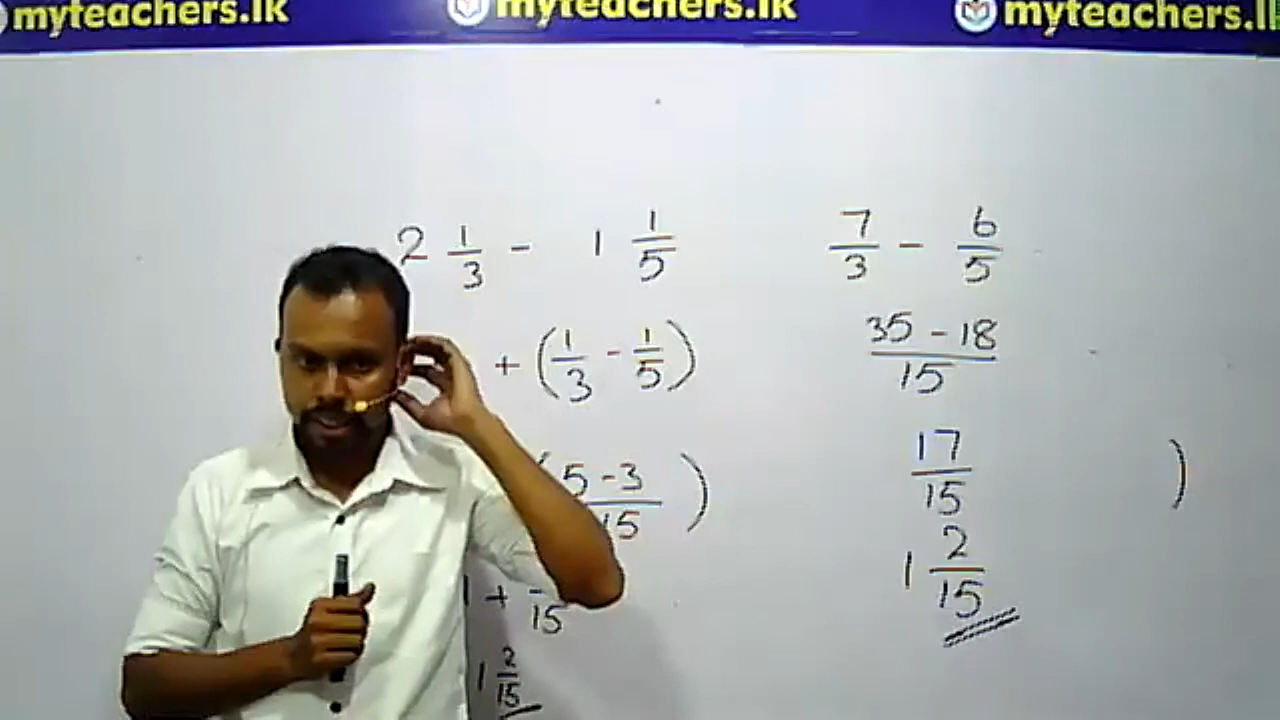 myteachers.lk myteachers.lk myteachers.l
2 1/3 - 1 1/5
+ (1/3 - 1/5)
(5-3/15)
1 + /15
1 2/15
7/3 - 6/5
35-18/15
17/15
)
1 2/15